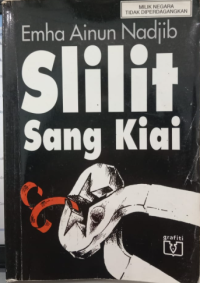 MILIK NEGARA
TIDAK DIPERDAGANGKAN
Emha Ainun Nadjib
Slilit
Sang Kiai
grafiti